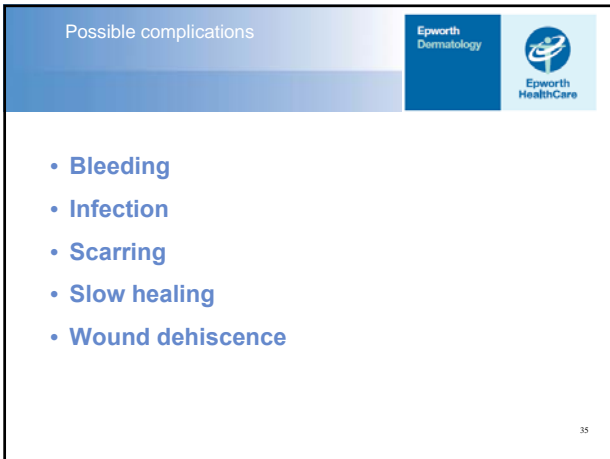 Possible complications
Epworth
Dermatology
Epworth
HealthCare
• Bleeding
• Infection
• Scarring
• Slow healing
• Wound dehiscence
35